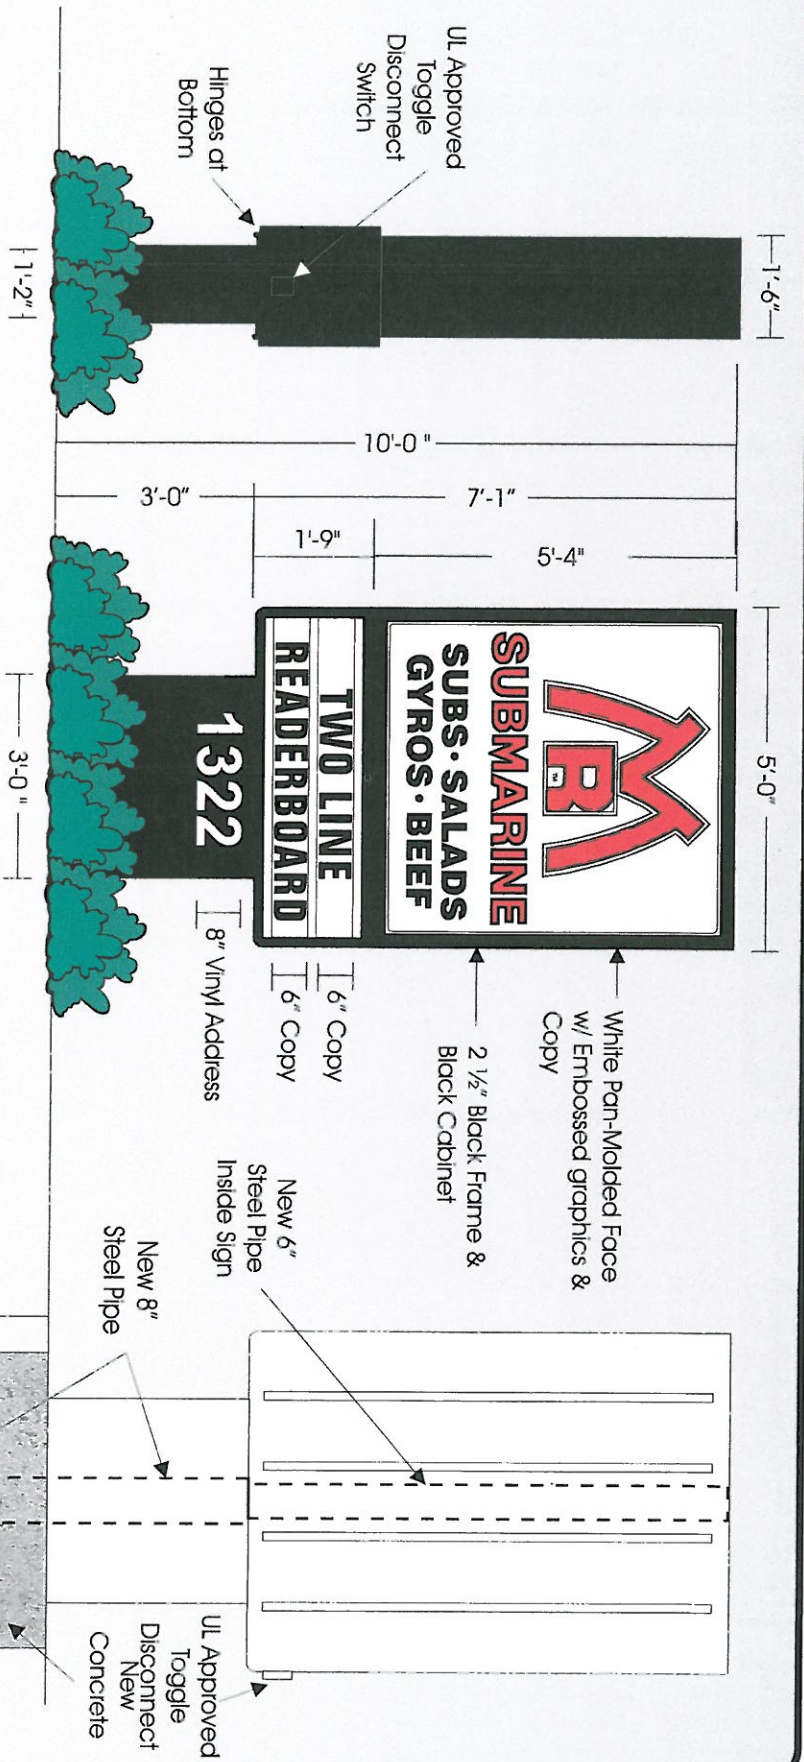 UL Approved
Toggle
Disconnect
Switch
Hinges at
Bottom
1'-6"
1'-2"
10'-0 "
3'-0"
7'-1"
1'-9"
5'-4"
5'-0"
M
R
TM
SUBMARINE
SUBS·SALADS
GYROS·BEEF
TWO LINE
READERBOARD
1322
3'-0 "
White Pan-Molded Face
w/ Embossed graphics &
Copy
2 ½" Black Frame &
Black Cabinet
6" Copy
6" Copy
8" Vinyl Address
New 6"
Steel Pipe
Inside Sign
New 8"
Steel Pipe
UL Approved
Toggle
Disconnect
New
Concrete